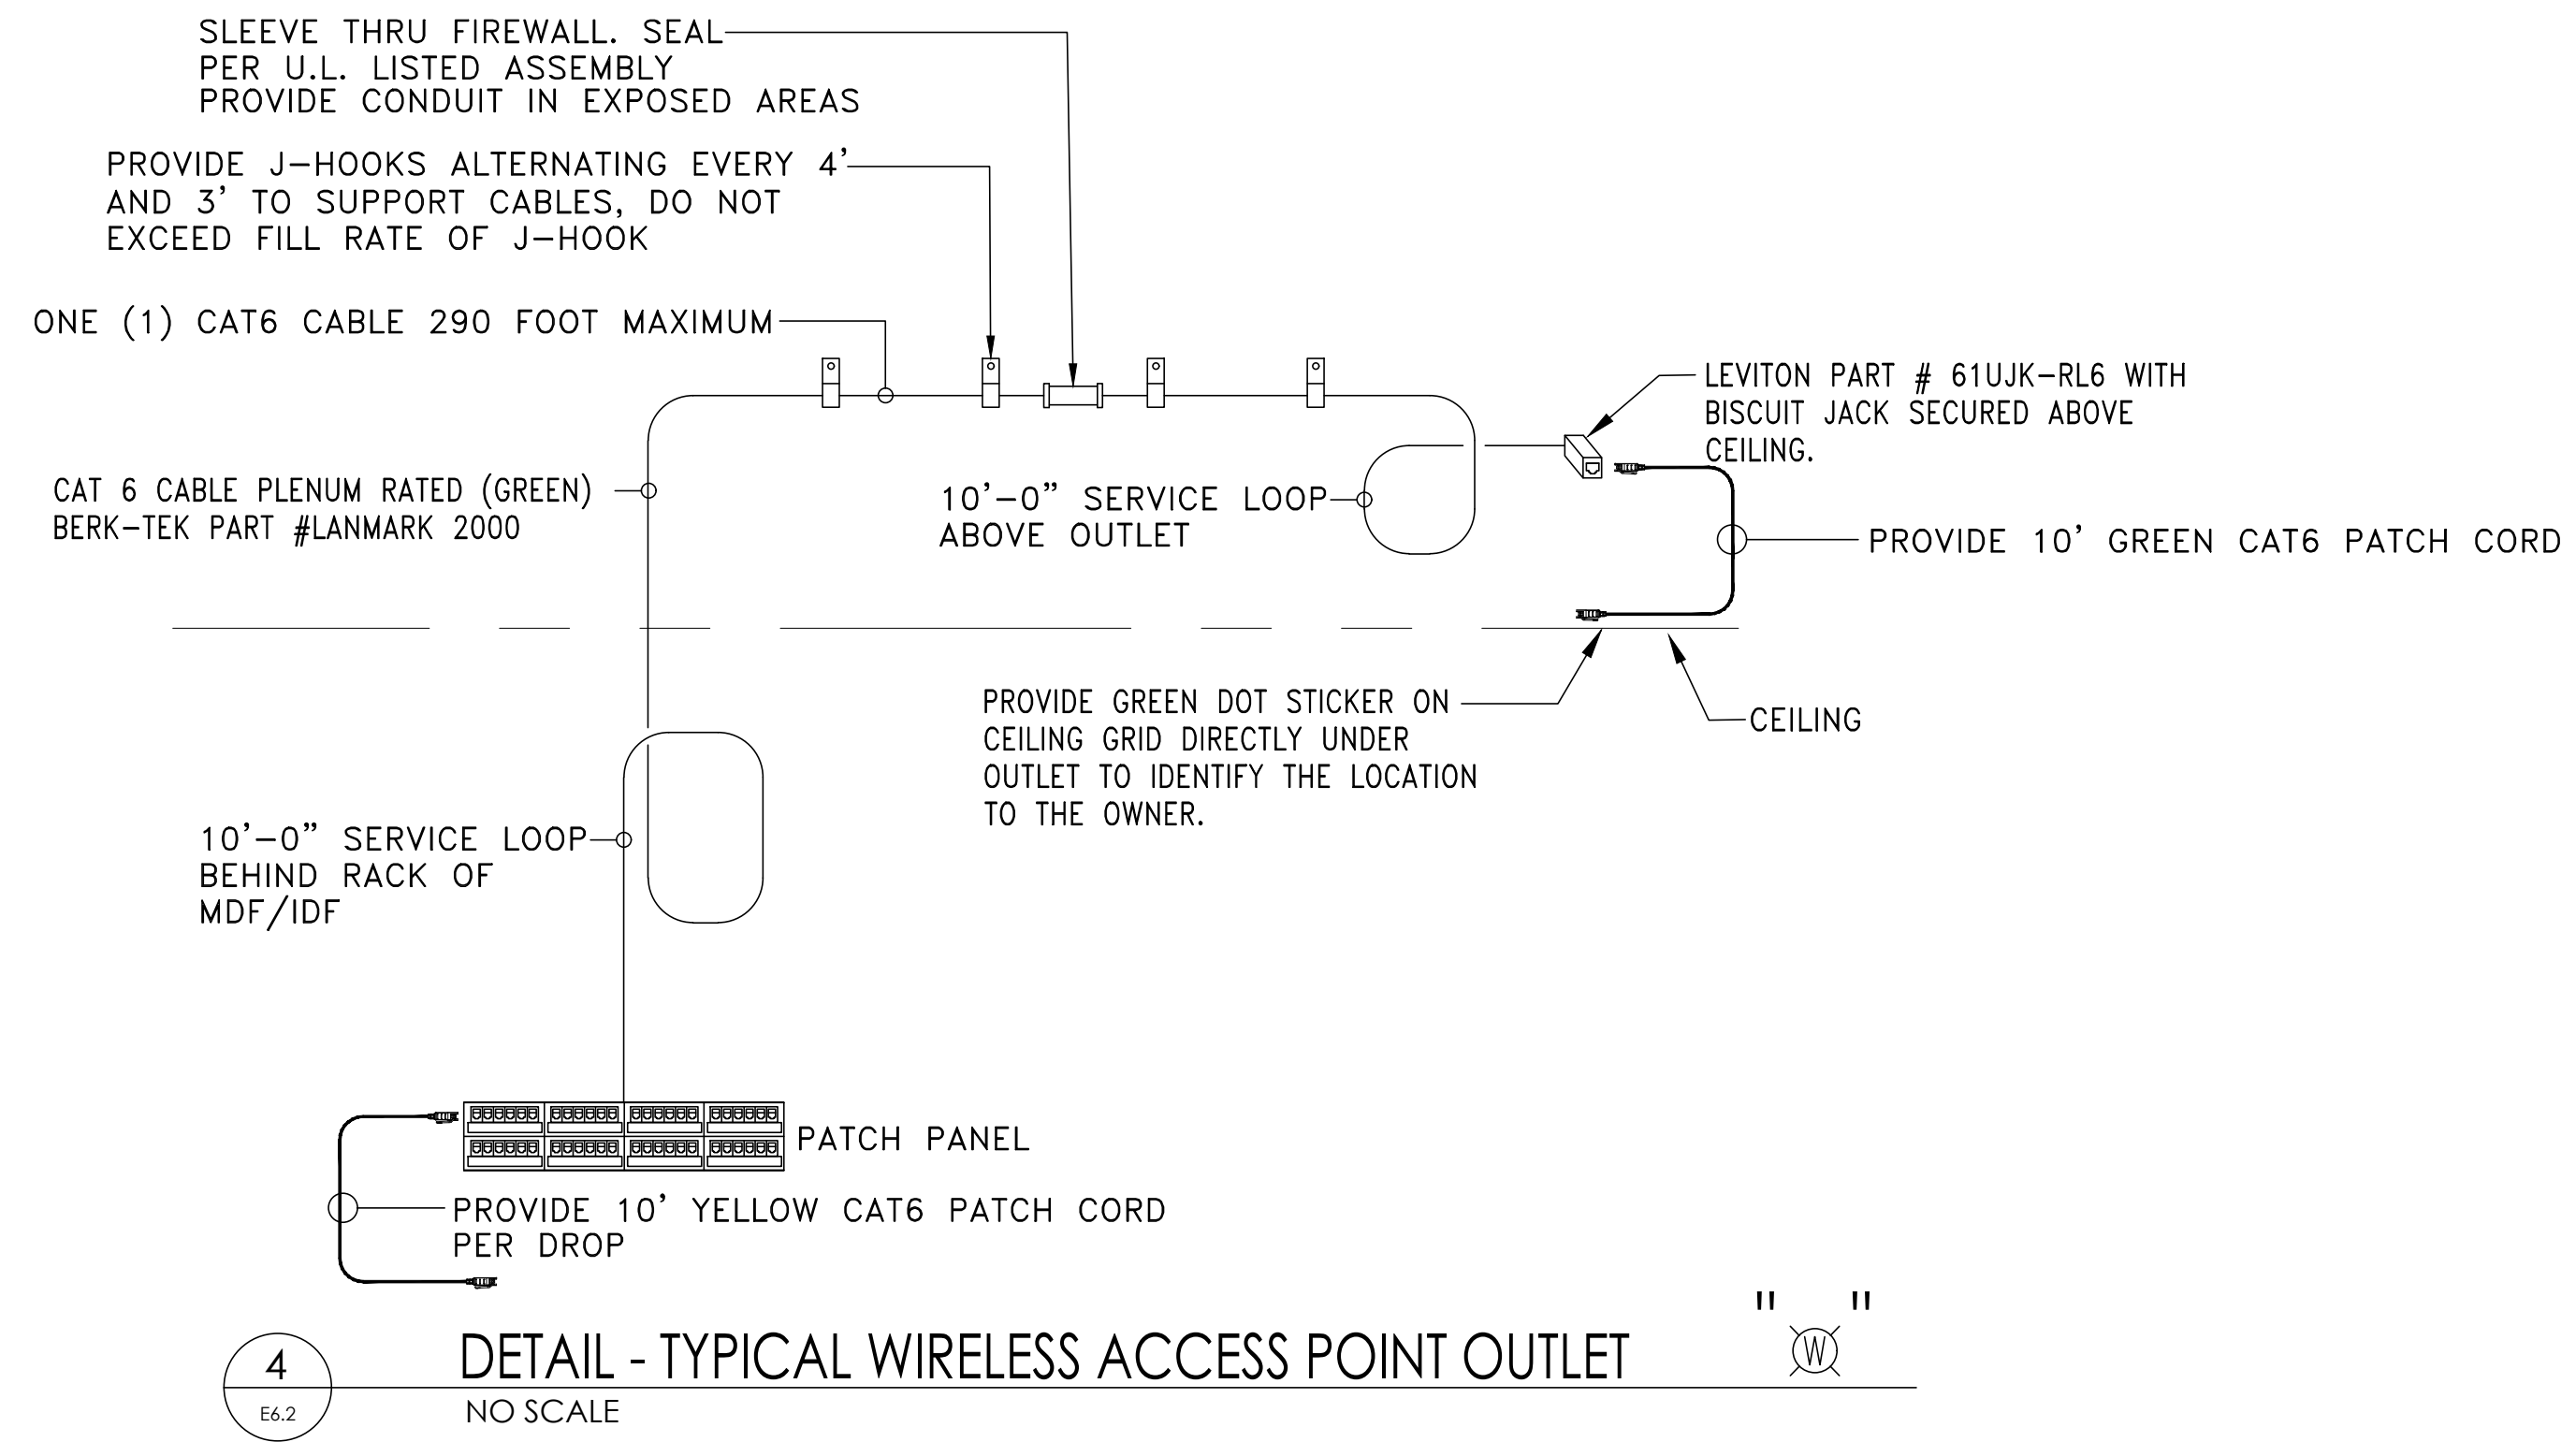 SLEEVE THRU FIREWALL. SEAL
PER U.L. LISTED ASSEMBLY
PROVIDE CONDUIT IN EXPOSED AREAS
PROVIDE J-HOOKS ALTERNATING EVERY 4'
AND 3' TO SUPPORT CABLES, DO NOT
EXCEED FILL RATE OF J-HOOK
ONE (1) CAT6 CABLE 290 FOOT MAXIMUM
LEVITON PART # 61UJK-RL6 WITH
BISCUIT JACK SECURED ABOVE
CEILING.
CAT 6 CABLE PLENUM RATED (GREEN)
BERK-TEK PART #LANMARK 2000
10'-0" SERVICE LOOP
ABOVE OUTLET
PROVIDE 10' GREEN CAT6 PATCH CORD
PROVIDE GREEN DOT STICKER ON
CEILING GRID DIRECTLY UNDER
OUTLET TO IDENTIFY THE LOCATION
TO THE OWNER.
CEILING
10'-0" SERVICE LOOP
BEHIND RACK OF
MDF/IDF
PATCH PANEL
PROVIDE 10' YELLOW CAT6 PATCH CORD
PER DROP
4
E6.2
DETAIL - TYPICAL WIRELESS ACCESS POINT OUTLET "W"
NO SCALE